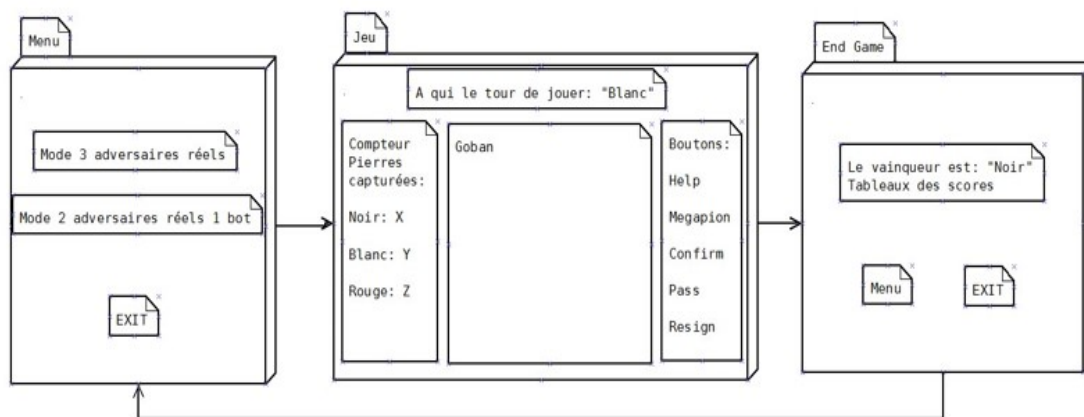 Menu
Mode 3 adversaires réels
Mode 2 adversaires réels 1 bot
EXIT
Jeu
A qui le tour de jouer: "Blanc"
Compteur
Pierres
capturées:
Noir: X
Blanc: Y
Rouge: Z
Goban
Boutons:
Help
Megapion
Confirm
Pass
Resign
End Game
Le vainqueur est: "Noir"
Tableaux des scores
Menu
EXIT